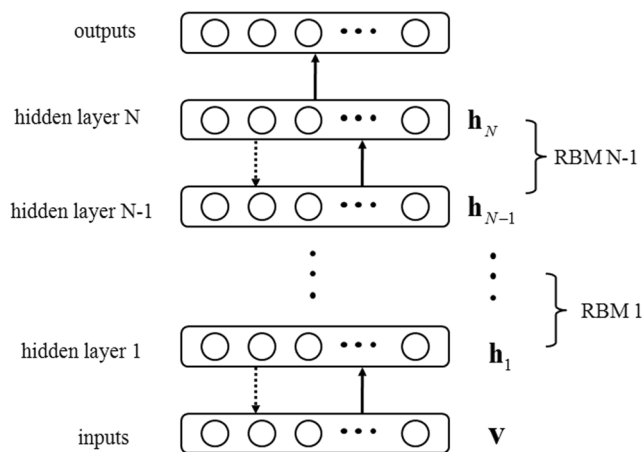 outputs
hidden layer N
h_N
RBM N-1
hidden layer N-1
h_{N-1}
RBM 1
hidden layer 1
h_1
inputs
v